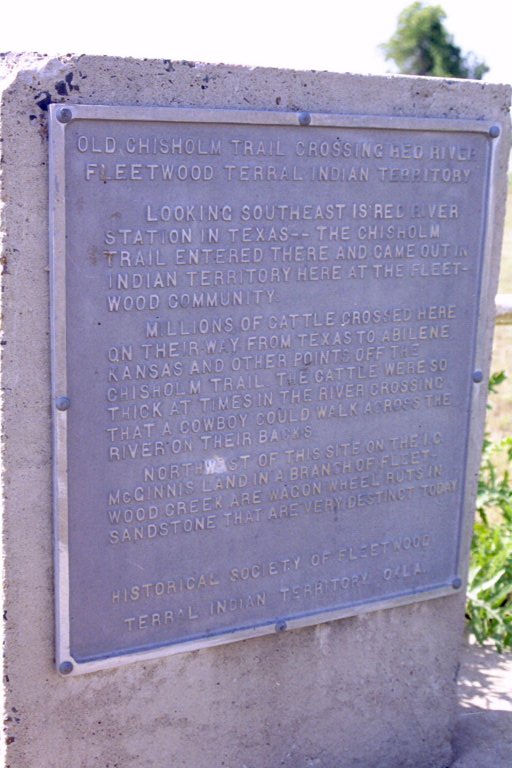 OLD CHISHOLM TRAIL CROSSING RED RIVER
FLEETWOOD TERRAL INDIAN TERRITORY
LOOKING SOUTHEAST IS RED RIVER
STATION IN TEXAS-- THE CHISHOLM
TRAIL ENTERED THERE AND CAME OUT IN
INDIAN TERRITORY HERE AT THE FLEET-
WOOD COMMUNITY.
MILLIONS OF CATTLE CROSSED HERE
ON THEIR WAY FROM TEXAS TO ABILENE
KANSAS AND OTHER POINTS OFF THE
CHISHOLM TRAIL. THE CATTLE WERE SO
THICK AT TIMES IN THE RIVER CROSSING
THAT A COWBOY COULD WALK ACROSS THE
RIVER ON THEIR BACKS.
OF THIS SITE ON THE I.C.
MCGINNIS LAND IN A BRANCH OF FLEET-
WOOD CREEK ARE WAGON WHEEL RUTS IN
SANDSTONE THAT ARE VERY DESTINCT TODAY
HISTORICAL SOCIETY OF FLEETWOOD
TERRAL INDIAN TERRITORY, OKLA.